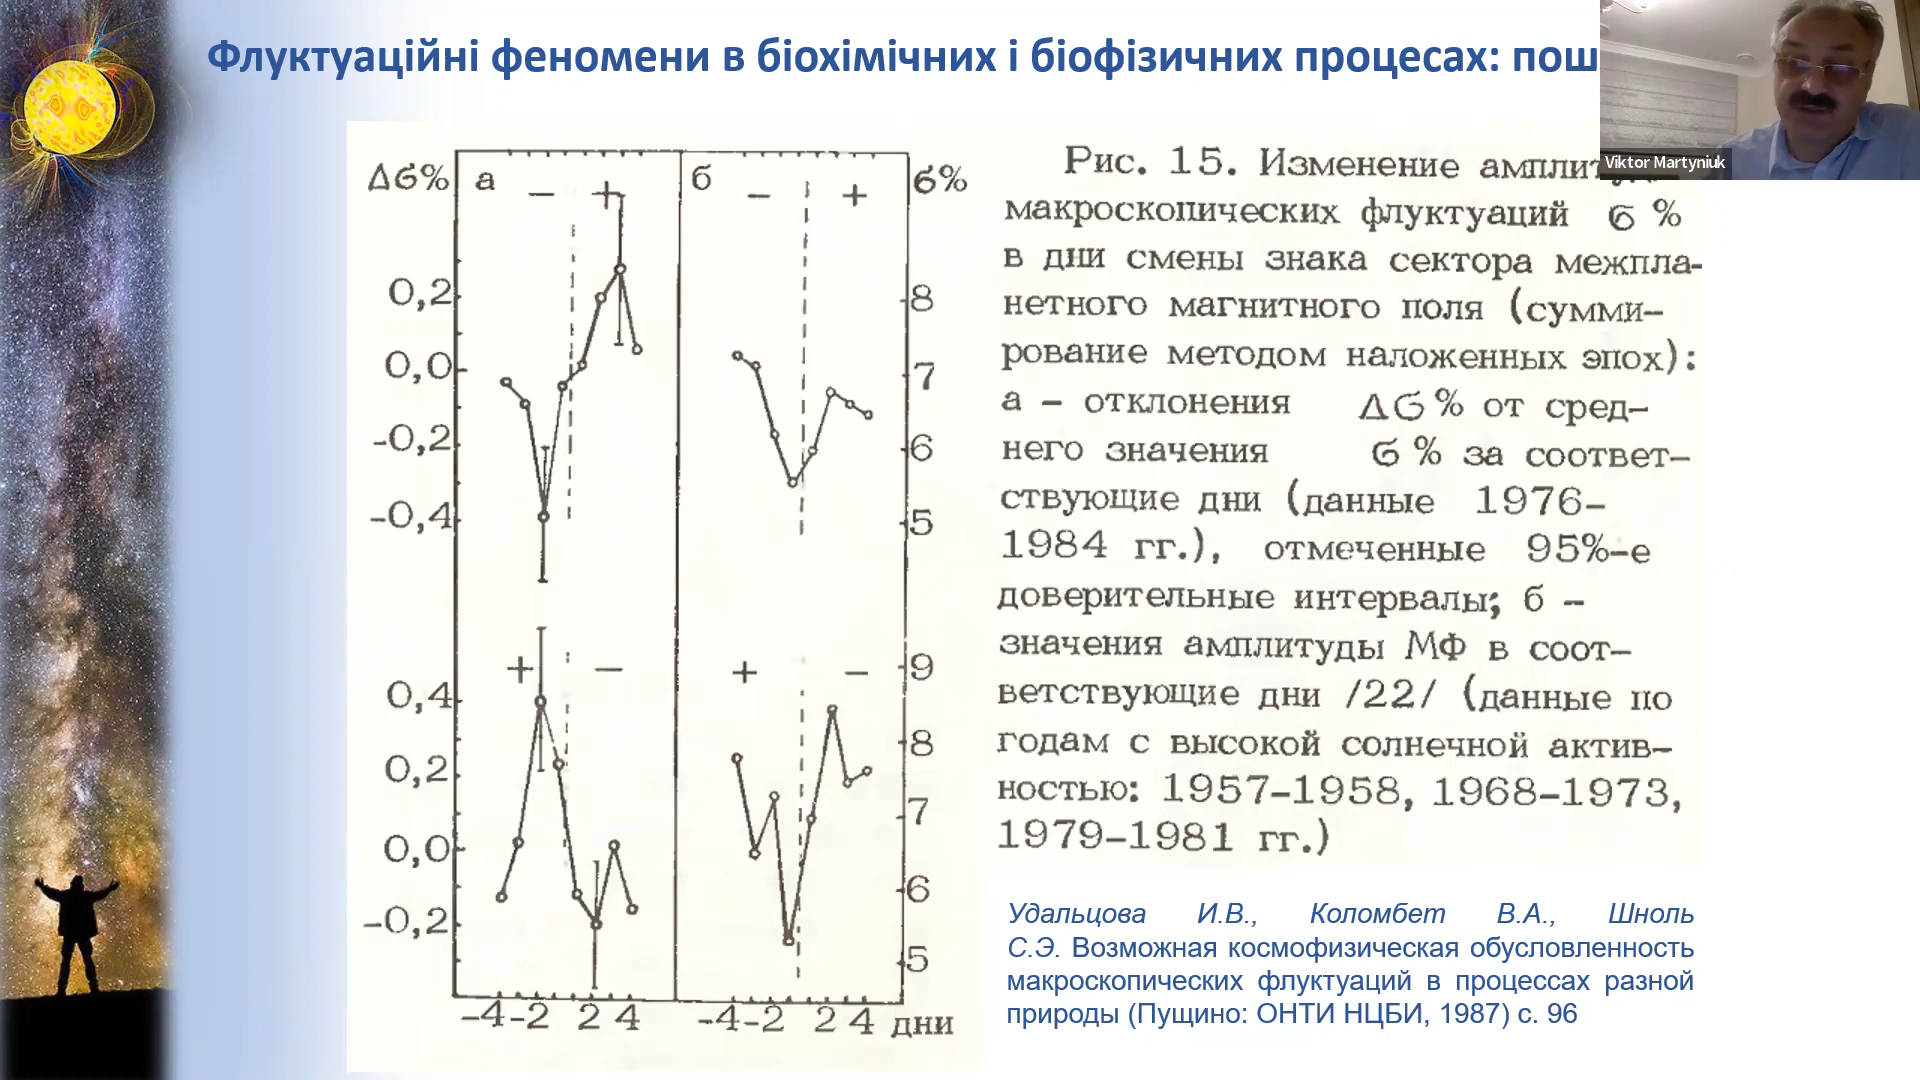 Флуктуаційні феномени в біохімічних і біофізичних процесах: пош
Viktor Martyniuk
ΔϬ% а − + б − + Ϭ%
0,2
0,0
-0,2
-0,4
8
7
6
5
+ − + −
0,4
0,2
0,0
-0,2
9
8
7
6
5
-4-2 2 4 -4-2 2 4 дни
Рис. 15. Изменение
макроскопических флуктуаций Ϭ %
в дни смены знака сектора межпла-
нетного магнитного поля (сумми-
рование методом наложенных эпох):
а - отклонения ΔϬ% от сред-
него значения Ϭ % за соответ-
ствующие дни (данные 1976-
1984 гг.), отмеченные 95%-е
доверительные интервалы; б -
значения амплитуды МФ в соот-
ветствующие дни /22/ (данные по
годам с высокой солнечной актив-
ностью: 1957-1958, 1968-1973,
1979-1981 гг.)
Удальцова И.В., Коломбет В.А., Шноль
С.Э. Возможная космофизическая обусловленность
макроскопических флуктуаций в процессах разной
природы (Пущино: ОНТИ НЦБИ, 1987) с. 96